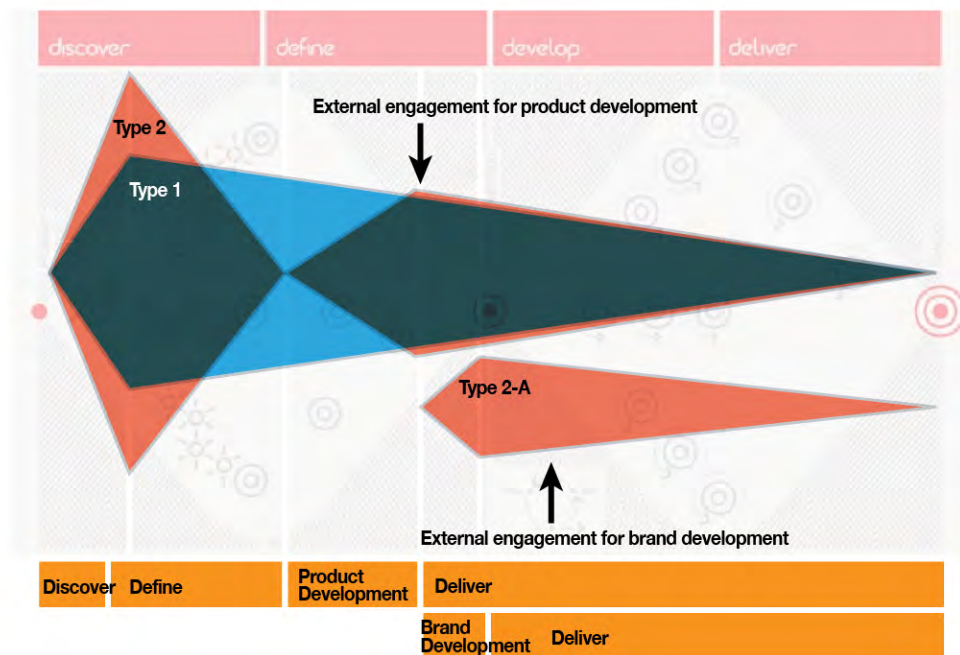 discover
define
develop
deliver
External engagement for product development
Type 2
Type 1
Type 2-A
External engagement for brand development
Discover
Define
Product
Development
Deliver
Brand
Development
Deliver